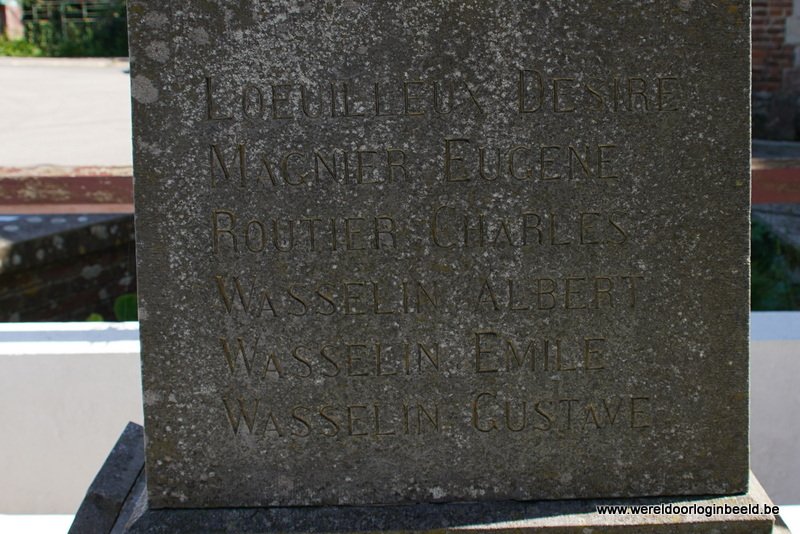 LOEUILLEUX DESIRE
MAGNIER EUGENE
ROUTIER CHARLES
WASSELIN ALBERT
WASSELIN EMILE
WASSELIN GUSTAVE
www.wereldoorloginbeeld.be